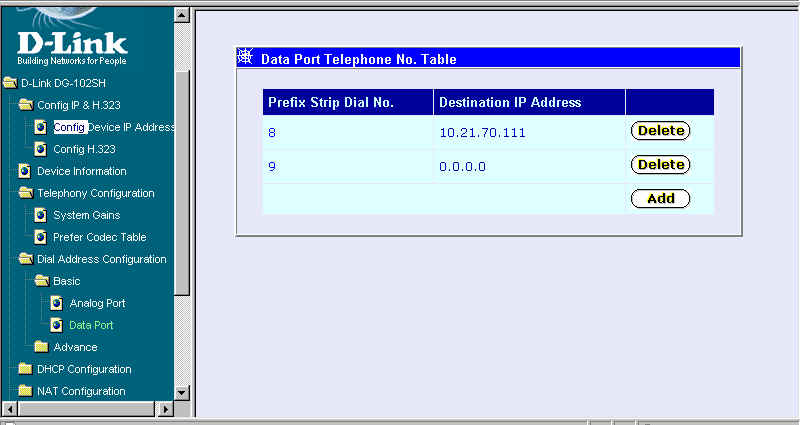 D-Link
Building Networks for People
D-Link DG-102SH
Config IP & H.323
Config Device IP Address
Config H.323
Device Information
Telephony Configuration
System Gains
Prefer Codec Table
Dial Address Configuration
Basic
Analog Port
Data Port
Advance
DHCP Configuration
NAT Configuration
Data Port Telephone No. Table
Prefix Strip Dial No. Destination IP Address
8 10.21.70.111 Delete
9 0.0.0.0 Delete
Add